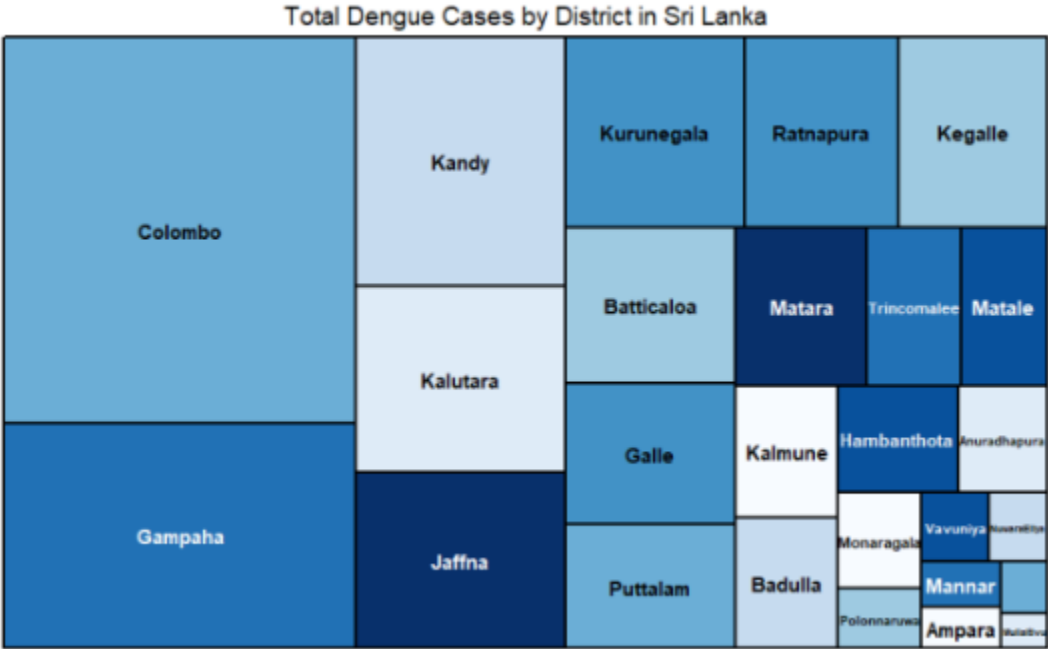 Total Dengue Cases by District in Sri Lanka
Colombo
Gampaha
Kandy
Kalutara
Jaffna
Kurunegala
Ratnapura
Kegalle
Batticaloa
Galle
Puttalam
Matara
Trincomalee
Matale
Kalmune
Badulla
Hambanthota
Anuradhapura
Monaragala
Polonnaruwa
Vavuniya
Mannar
Ampara